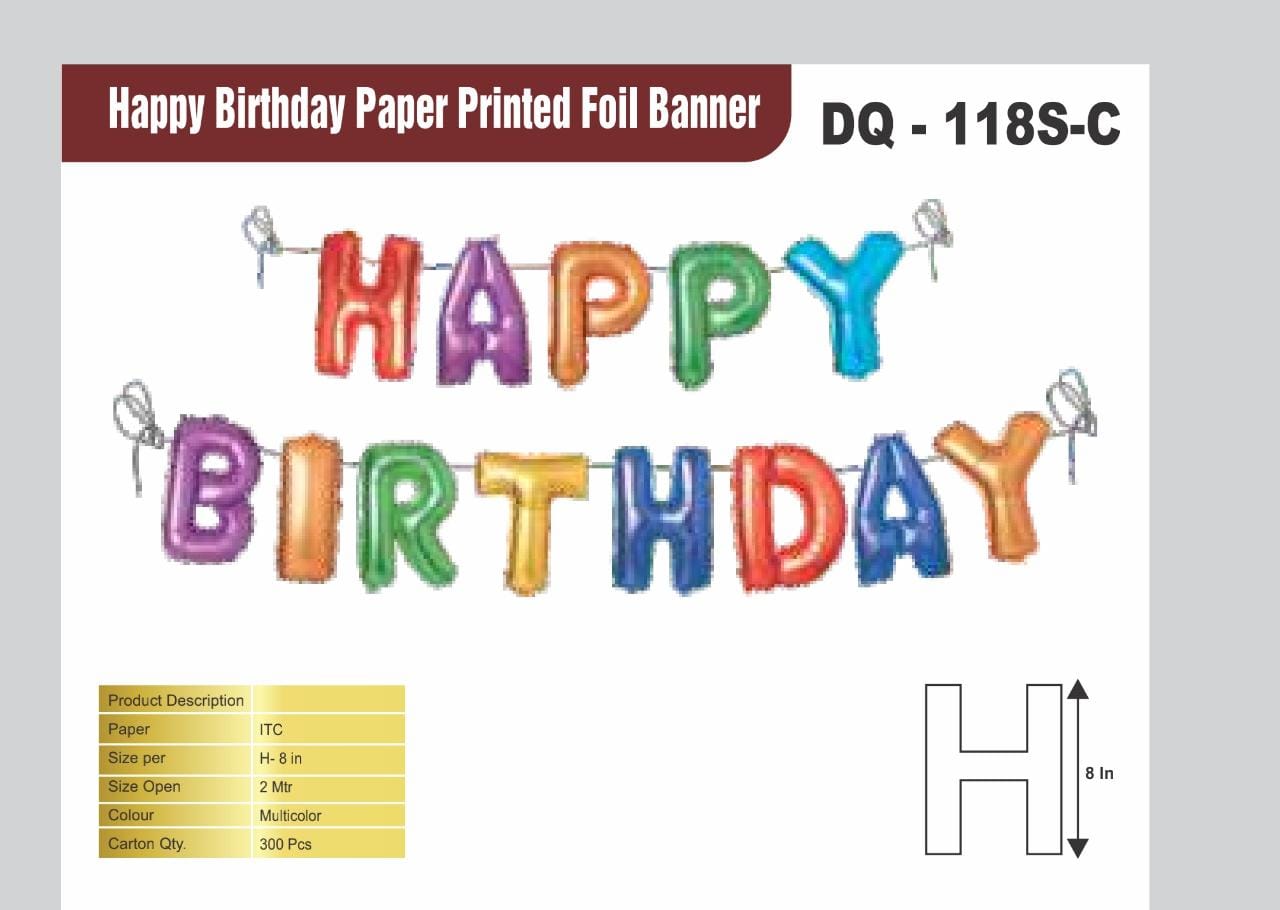 Happy Birthday Paper Printed Foil Banner
DQ - 118S-C
HAPPY
BIRTHDAY
Product Description
Paper ITC
Size per H- 8 in
Size Open 2 Mtr
Colour Multicolor
Carton Qty. 300 Pcs
H
8 In